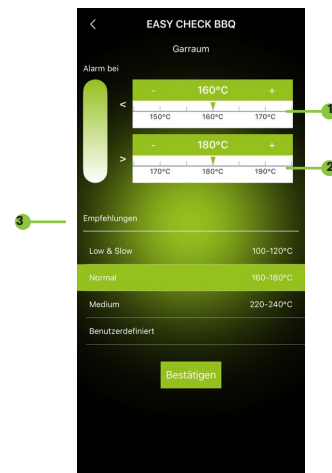 EASY CHECK BBQ
Garraum
Alarm bei
< - 160°C +
150°C 160°C 170°C
1
> - 180°C +
170°C 180°C 190°C
2
3
Empfehlungen
Low & Slow 100-120°C
Normal 160-180°C
Medium 220-240°C
Benutzerdefiniert
Bestätigen